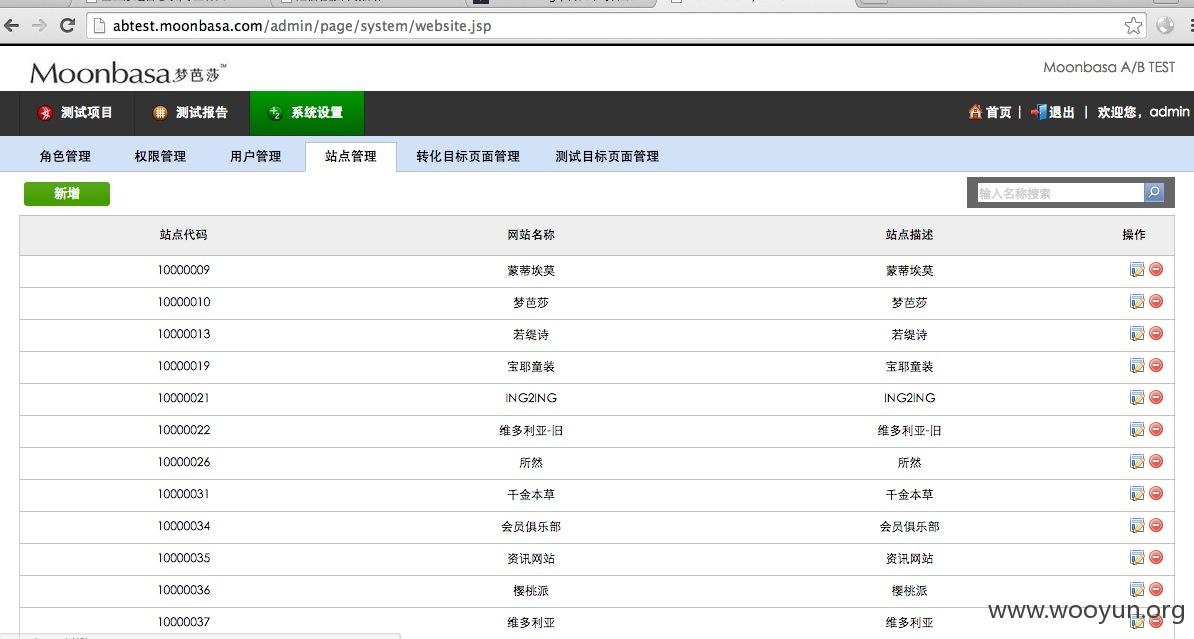 abtest.moonbasa.com/admin/page/system/website.jsp
Moonbasa梦芭莎™
Moonbasa A/B TEST
测试项目 测试报告 系统设置 首页 | 退出 | 欢迎您，admin
角色管理 权限管理 用户管理 站点管理 转化目标页面管理 测试目标页面管理
新增 输入名称搜索
站点代码 网站名称 站点描述 操作
10000009 蒙蒂埃莫 蒙蒂埃莫
10000010 梦芭莎 梦芭莎
10000013 若缇诗 若缇诗
10000019 宝耶童装 宝耶童装
10000021 ING2ING ING2ING
10000022 维多利亚-旧 维多利亚-旧
10000026 所然 所然
10000031 千金本草 千金本草
10000034 会员俱乐部 会员俱乐部
10000035 资讯网站 资讯网站
10000036 樱桃派 樱桃派
10000037 维多利亚 维多利亚
www.wooyun.org